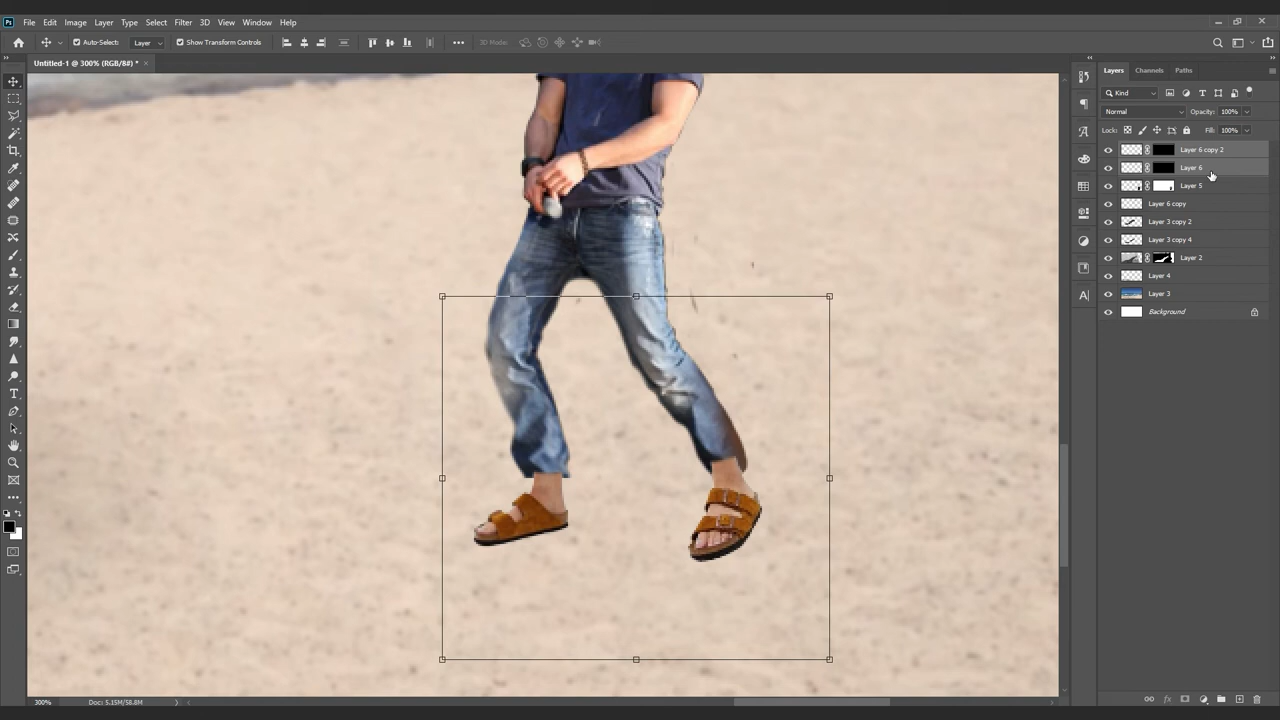 Ps File Edit Image Layer Type Select Filter 3D View Window Help
Auto-Select: Layer Show Transform Controls 3D Mode:
Untitled-1 @ 300% (RGB/8#) * ×
Layers Channels Paths
Kind
Normal Opacity: 100%
Lock: Fill: 100%
Layer 6 copy 2
Layer 6
Layer 5
Layer 6 copy
Layer 3 copy 2
Layer 3 copy 4
Layer 2
Layer 4
Layer 3
Background
300% Doc: 5.15M/58.8M